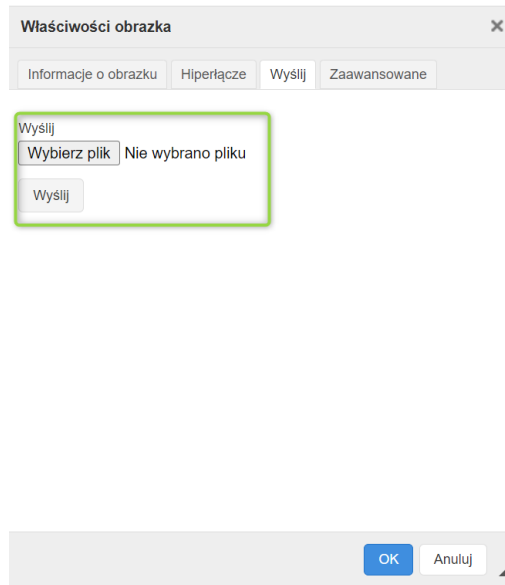 Właściwości obrazka
Informacje o obrazku Hiperłącze Wyślij Zaawansowane
Wyślij
Wybierz plik Nie wybrano pliku
Wyślij
OK Anuluj